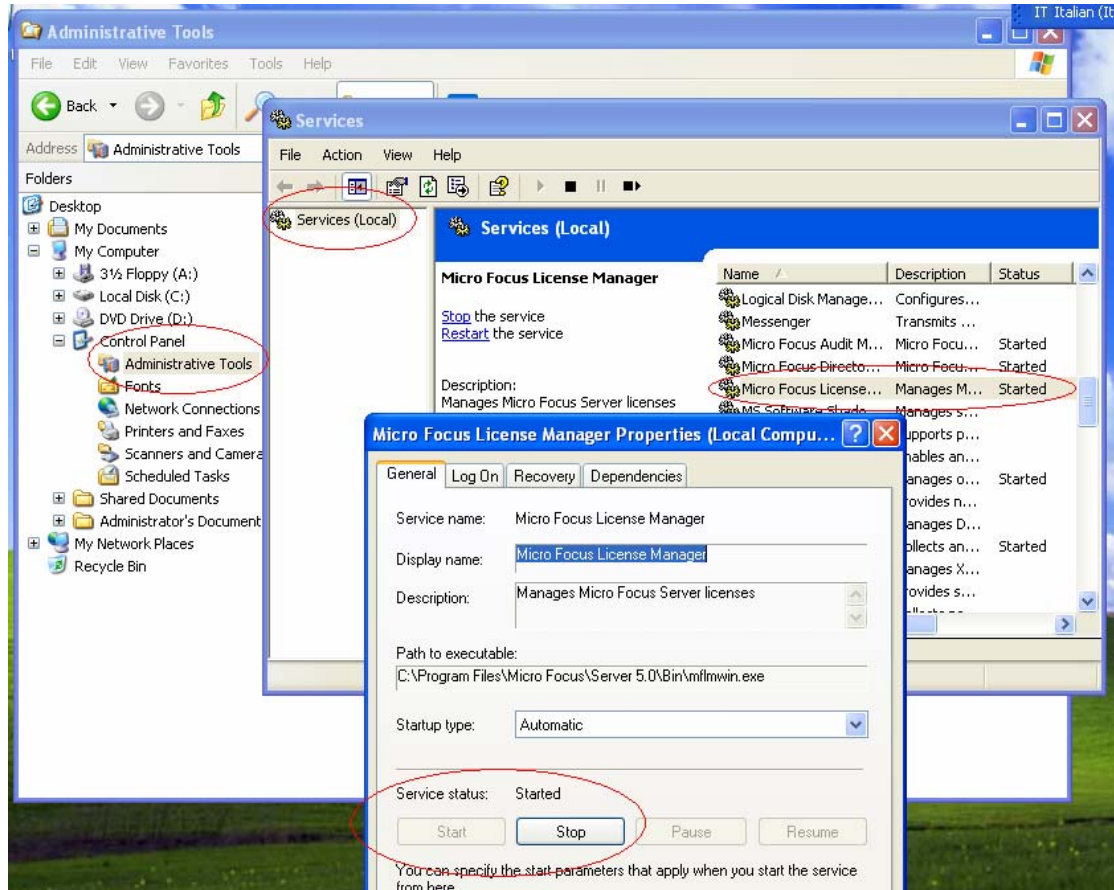 IT Italian (It
Administrative Tools
File Edit View Favorites Tools Help
Back
Address Administrative Tools
Folders
Desktop
My Documents
My Computer
3½ Floppy (A:)
Local Disk (C:)
DVD Drive (D:)
Control Panel
Administrative Tools
Fonts
Network Connections
Printers and Faxes
Scanners and Camera
Scheduled Tasks
Shared Documents
Administrator's Document
My Network Places
Recycle Bin
Services
File Action View Help
Services (Local)
Services (Local)
Micro Focus License Manager
Stop the service
Restart the service
Description:
Manages Micro Focus Server licenses
Name Description Status
Logical Disk Manage... Configures...
Messenger Transmits ...
Micro Focus Audit M... Micro Focu... Started
Micro Focus Directo... Micro Focu... Started
Micro Focus License... Manages M... Started
MS Software Shado... Manages s...
upports p...
nables an...
anages o... Started
rovides n...
anages D...
ollects an... Started
anages X...
rovides s...
Micro Focus License Manager Properties (Local Compu...
General Log On Recovery Dependencies
Service name: Micro Focus License Manager
Display name: Micro Focus License Manager
Description: Manages Micro Focus Server licenses
Path to executable:
C:\Program Files\Micro Focus\Server 5.0\Bin\mflmwin.exe
Startup type: Automatic
Service status: Started
Start Stop Pause Resume
You can specify the start parameters that apply when you start the service
from here.